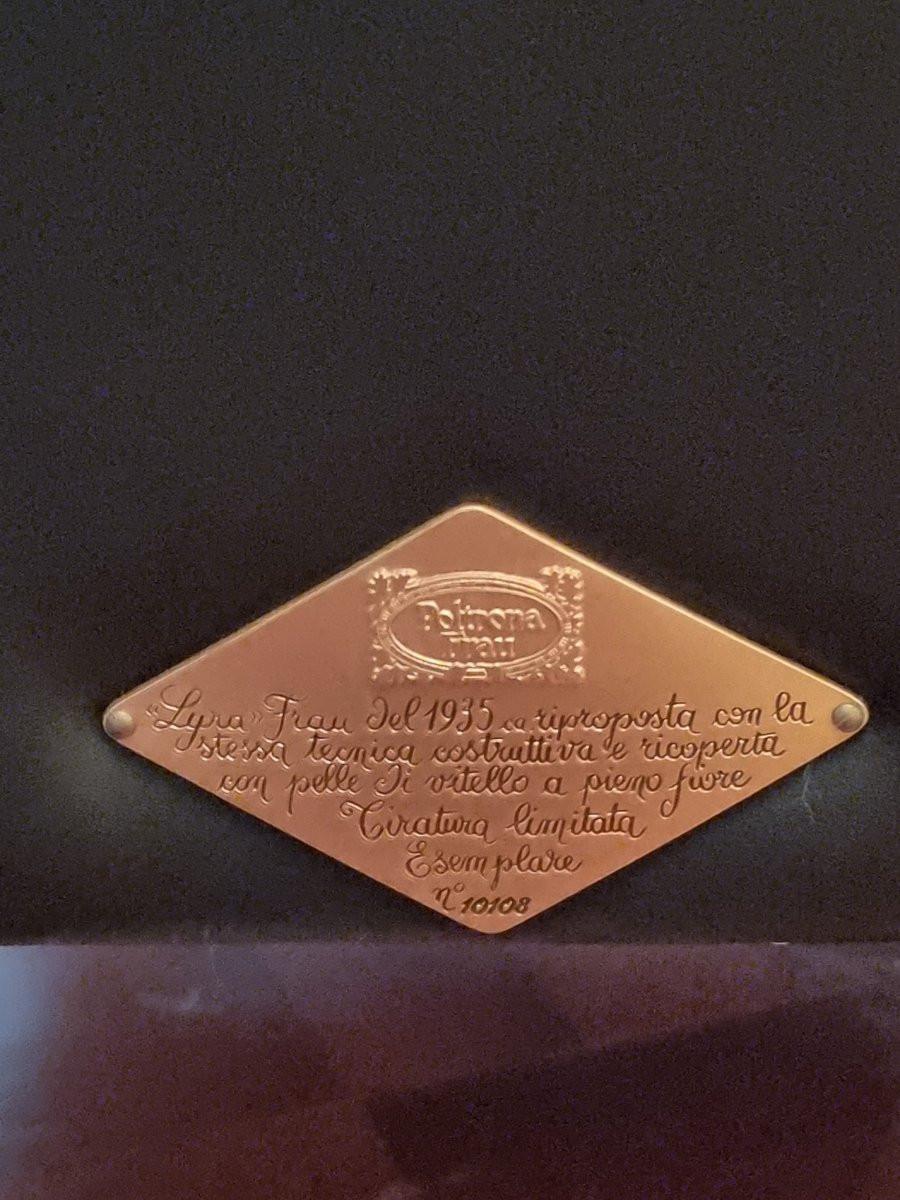 Poltrona
Frau
"Lyra" Frau del 1935 ca riproposta con la
stessa tecnica costruttiva e ricoperta
con pelle di vitello a pieno fiore
Tiratura limitata
Esemplare
n° 10108